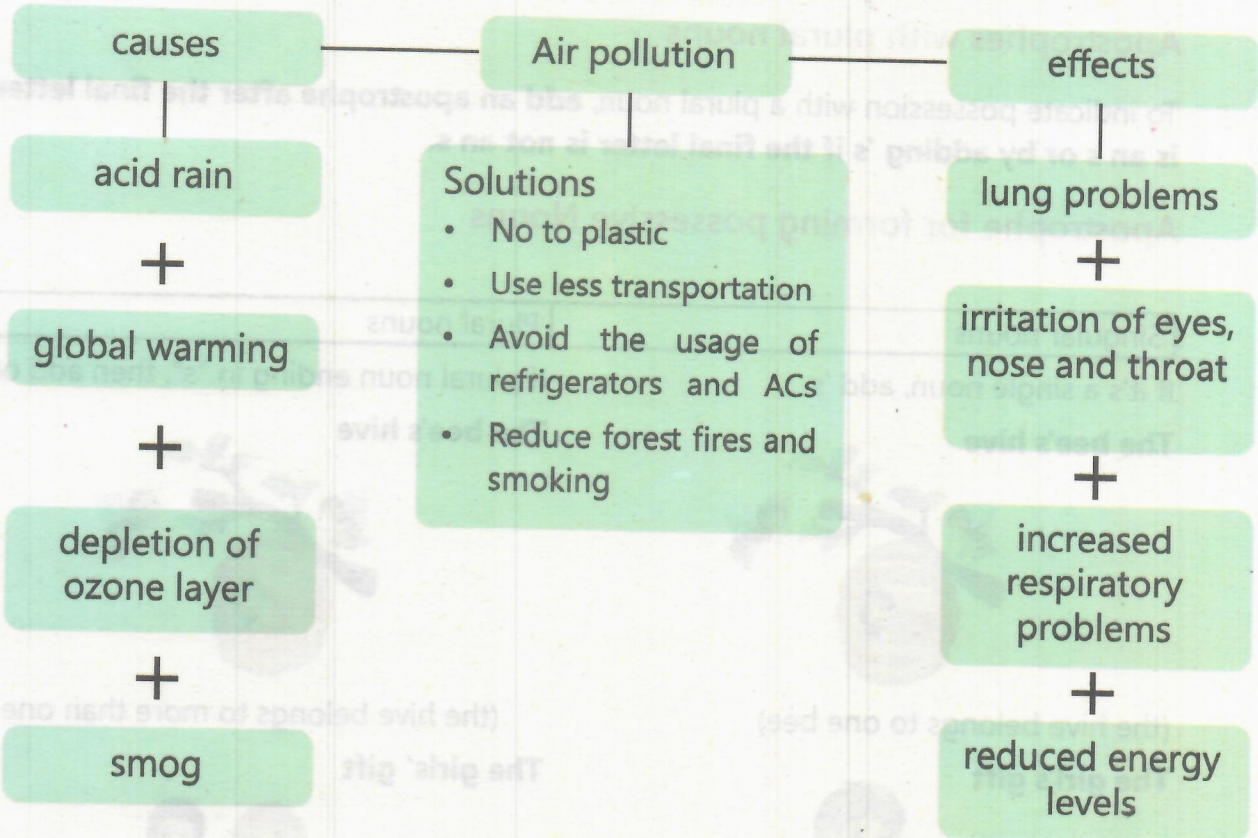 causes
Air pollution
effects
acid rain
+
global warming
+
depletion of
ozone layer
+
smog
Solutions
• No to plastic
• Use less transportation
• Avoid the usage of
refrigerators and ACs
• Reduce forest fires and
smoking
lung problems
+
irritation of eyes,
nose and throat
+
increased
respiratory
problems
+
reduced energy
levels